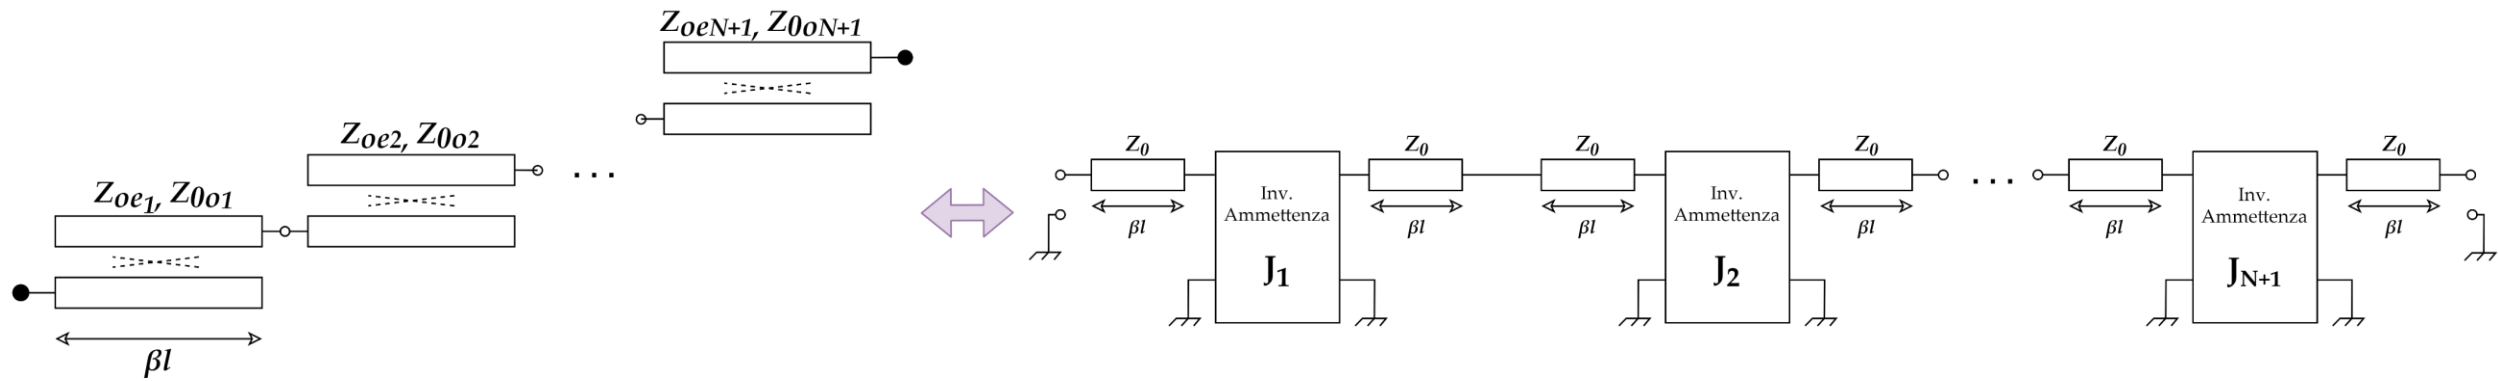 ZoeN+1, Z0oN+1
Zoe2, Z0o2
Zoe1, Z0o1
βl
...
Z0 Z0 Z0 Z0 Z0 Z0
Inv. Ammettenza J1
Inv. Ammettenza J2
...
Inv. Ammettenza JN+1
βl βl βl βl βl βl